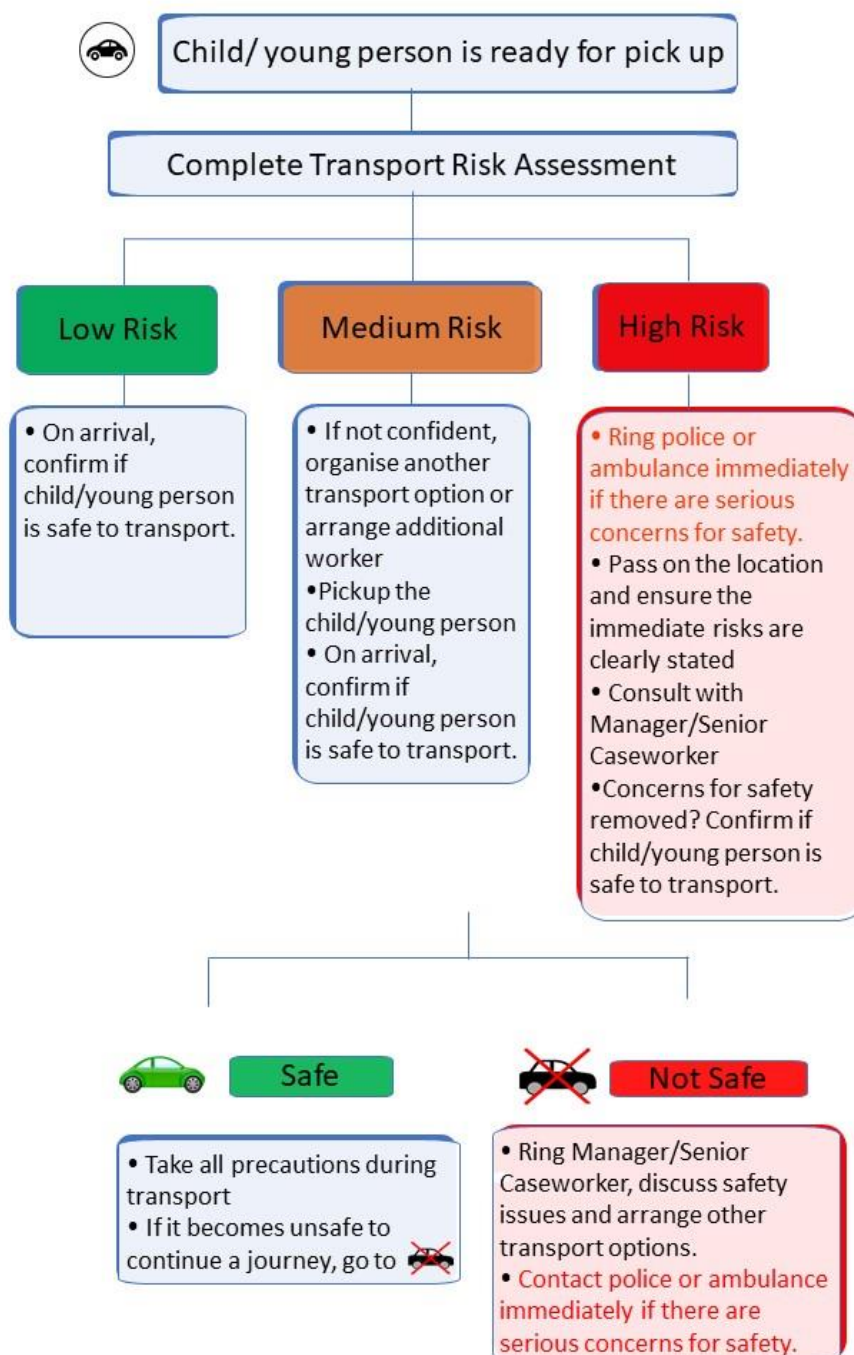 Child/ young person is ready for pick up
Complete Transport Risk Assessment
Low Risk
• On arrival,
confirm if
child/young person
is safe to transport.
Medium Risk
• If not confident,
organise another
transport option or
arrange additional
worker
•Pickup the
child/young person
• On arrival,
confirm if
child/young person
is safe to transport.
High Risk
• Ring police or
ambulance immediately
if there are serious
concerns for safety.
• Pass on the location
and ensure the
immediate risks are
clearly stated
• Consult with
Manager/Senior
Caseworker
•Concerns for safety
removed? Confirm if
child/young person is
safe to transport.
Safe
• Take all precautions during
transport
• If it becomes unsafe to
continue a journey, go to
Not Safe
• Ring Manager/Senior
Caseworker, discuss safety
issues and arrange other
transport options.
• Contact police or ambulance
immediately if there are
serious concerns for safety.